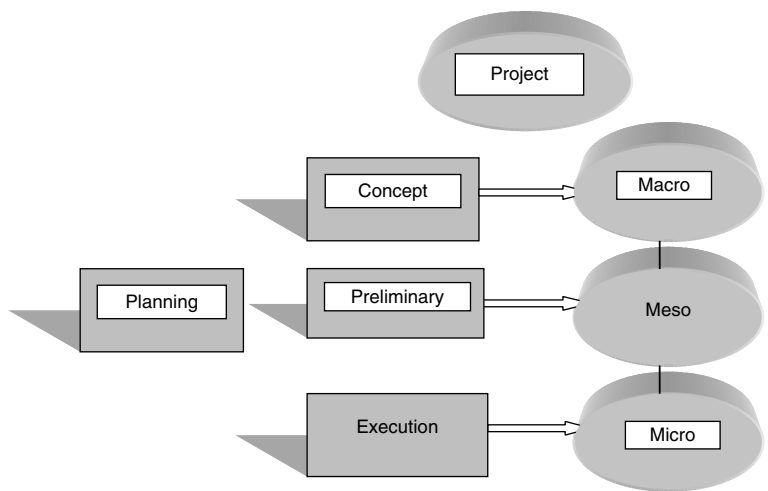 Project
Concept
Macro
Planning
Preliminary
Meso
Execution
Micro